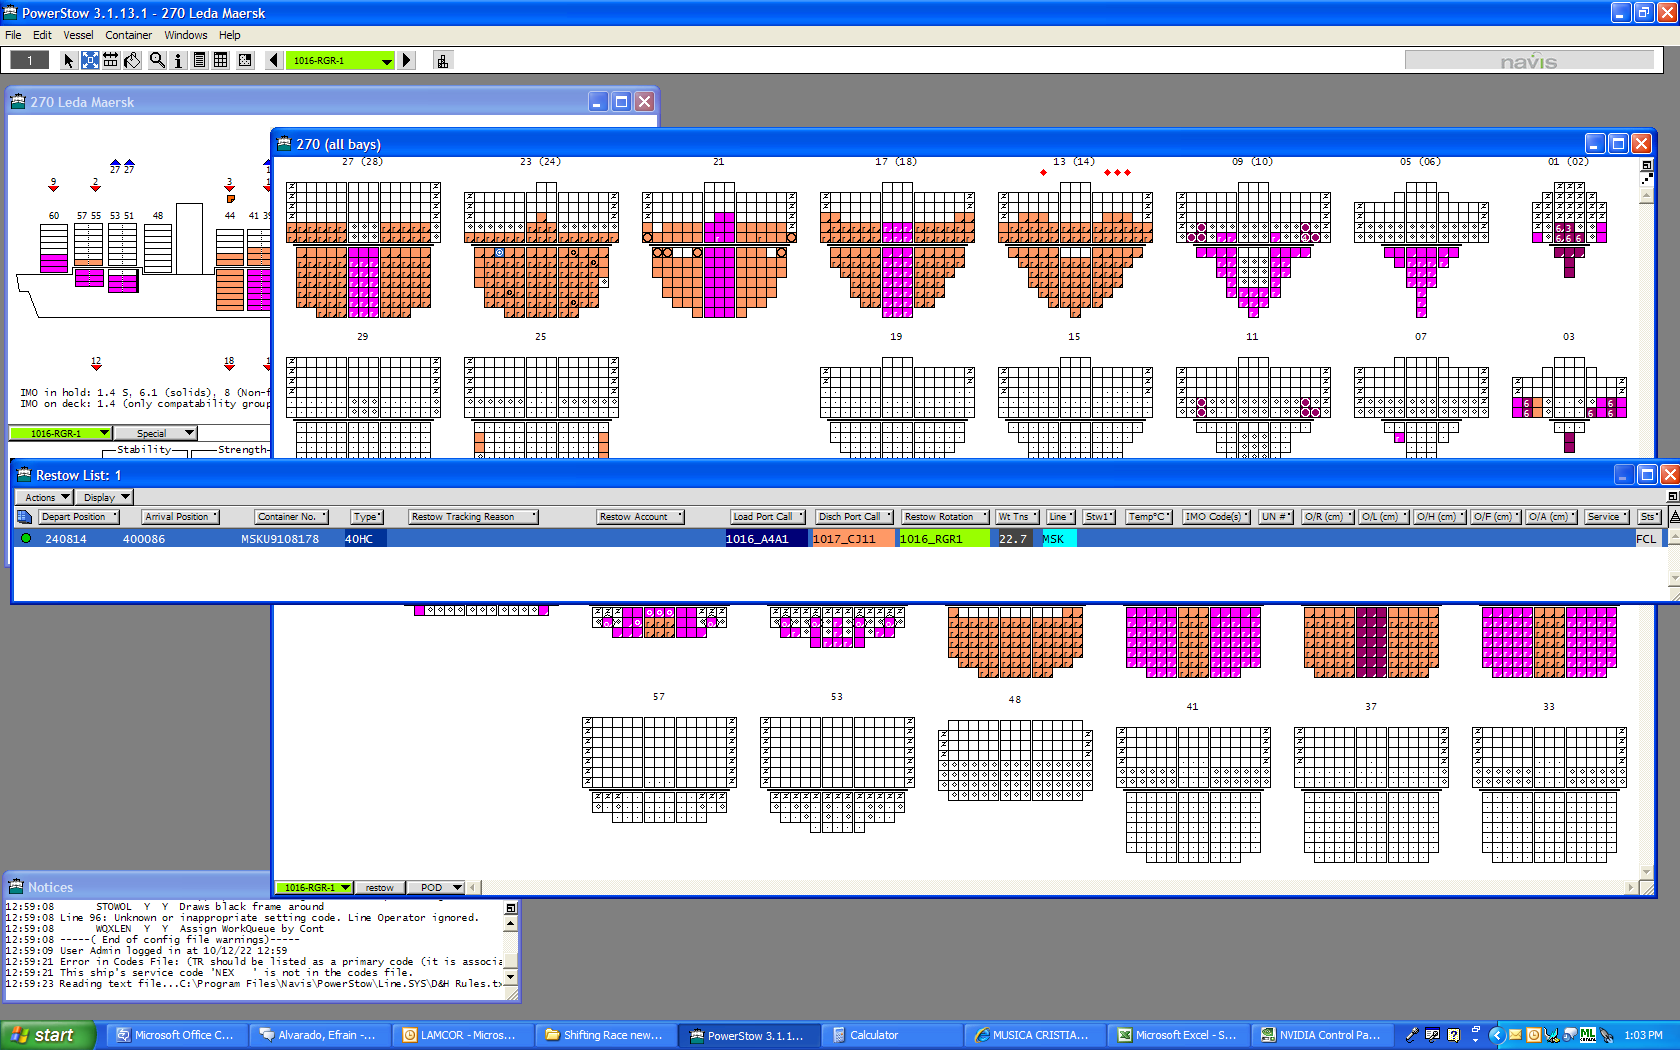 PowerStow 3.1.13.1 - 270 Leda Maersk
File Edit Vessel Container Windows Help
1 1016-RGR-1 navis
270 Leda Maersk
27 27
9 2 3
60 57 55 53 51 48 44 41
12 18
IMO in hold: 1.4 S, 6.1 (solids), 8 (Non-f
IMO on deck: 1.4 (only compatability group
1016-RGR-1 Special
Stability Strength
270 (all bays)
27 (28) 23 (24) 21 17 (18) 13 (14) 09 (10) 05 (06) 01 (02)
29 25 19 15 11 07 03
Restow List: 1
Actions Display
Depart Position Arrival Position Container No. Type Restow Tracking Reason Restow Account Load Port Call Disch Port Call Restow Rotation Wt Tns Line Stw1 Temp°C IMO Code(s) UN # O/R (cm) O/L (cm) O/H (cm) O/F (cm) O/A (cm) Service Sts
240814 400086 MSKU9108178 40HC 1016_A4A1 1017_CJ11 1016_RGR1 22.7 MSK FCL
57 53 48 41 37 33
1016-RGR-1 restow POD
Notices
12:59:08 STOWOL Y Y Draws black frame around
12:59:08 Line 96: Unknown or inappropriate setting code. Line Operator ignored.
12:59:08 WQXLEN Y Y Assign WorkQueue by Cont
12:59:08 -----( End of config file warnings)-----
12:59:09 User Admin logged in at 10/12/22 12:59
12:59:21 Error in Codes File: (TR should be listed as a primary code (it is associa
12:59:21 This ship's service code 'NEX ' is not in the codes file.
12:59:23 Reading text file...C:\Program Files\Navis\PowerStow\Line.SYS\D&H Rules.tx
start Microsoft Office C... Alvarado, Efrain -... LAMCOR - Micros... Shifting Race new... PowerStow 3.1.1... Calculator MUSICA CRISTIA... Microsoft Excel - S... NVIDIA Control Pa... ML 1:03 PM